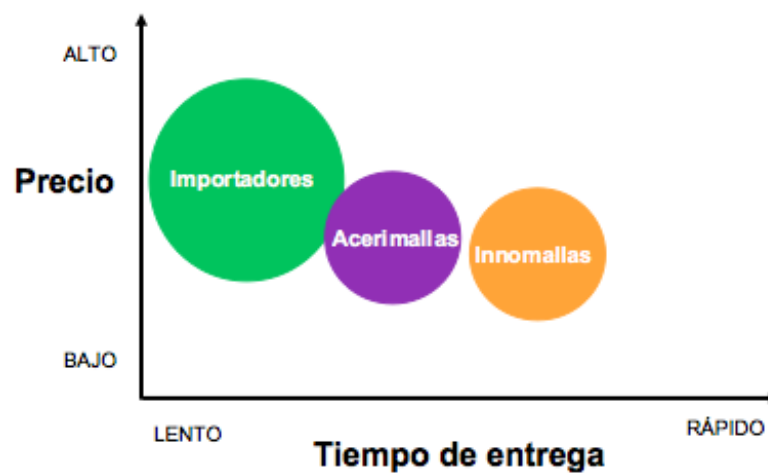 ALTO
Importadores
Precio
Acerimallas
Innomallas
BAJO
LENTO
RÁPIDO
Tiempo de entrega